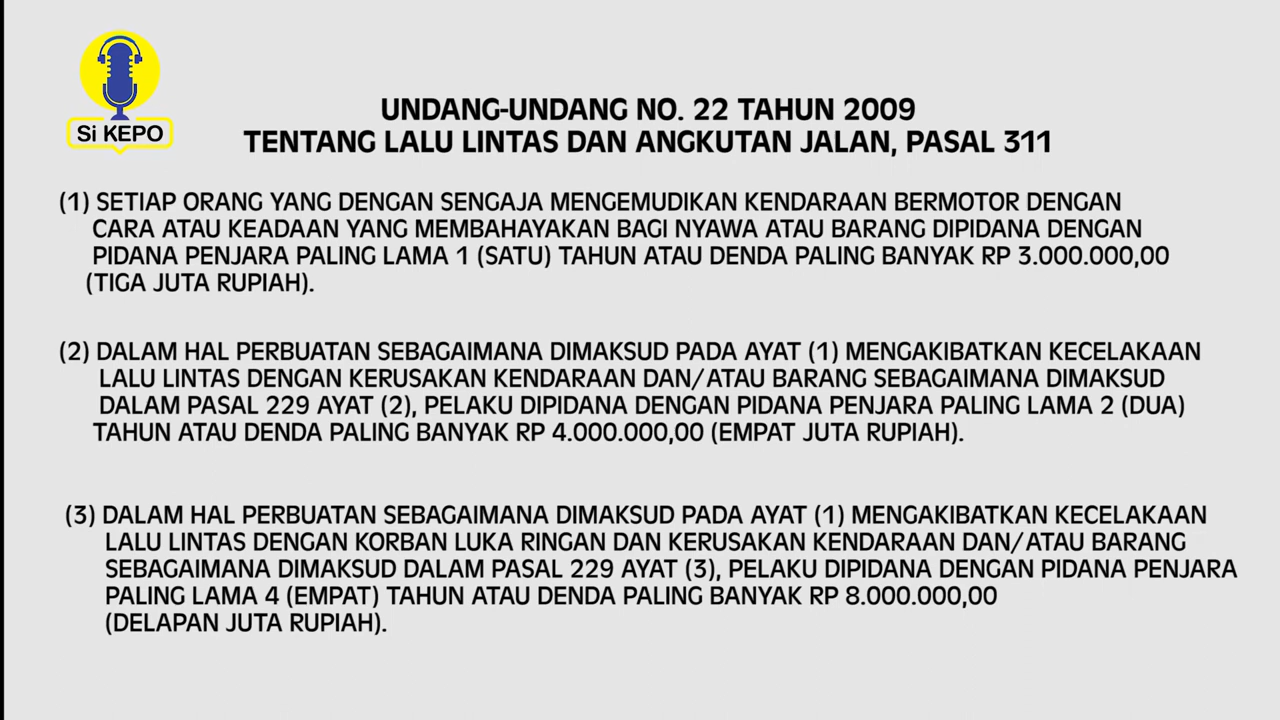 Si KEPO
UNDANG-UNDANG NO. 22 TAHUN 2009
TENTANG LALU LINTAS DAN ANGKUTAN JALAN, PASAL 311
(1) SETIAP ORANG YANG DENGAN SENGAJA MENGEMUDIKAN KENDARAAN BERMOTOR DENGAN
CARA ATAU KEADAAN YANG MEMBAHAYAKAN BAGI NYAWA ATAU BARANG DIPIDANA DENGAN
PIDANA PENJARA PALING LAMA 1 (SATU) TAHUN ATAU DENDA PALING BANYAK RP 3.000.000,00
(TIGA JUTA RUPIAH).
(2) DALAM HAL PERBUATAN SEBAGAIMANA DIMAKSUD PADA AYAT (1) MENGAKIBATKAN KECELAKAAN
LALU LINTAS DENGAN KERUSAKAN KENDARAAN DAN/ATAU BARANG SEBAGAIMANA DIMAKSUD
DALAM PASAL 229 AYAT (2), PELAKU DIPIDANA DENGAN PIDANA PENJARA PALING LAMA 2 (DUA)
TAHUN ATAU DENDA PALING BANYAK RP 4.000.000,00 (EMPAT JUTA RUPIAH).
(3) DALAM HAL PERBUATAN SEBAGAIMANA DIMAKSUD PADA AYAT (1) MENGAKIBATKAN KECELAKAAN
LALU LINTAS DENGAN KORBAN LUKA RINGAN DAN KERUSAKAN KENDARAAN DAN/ATAU BARANG
SEBAGAIMANA DIMAKSUD DALAM PASAL 229 AYAT (3), PELAKU DIPIDANA DENGAN PIDANA PENJARA
PALING LAMA 4 (EMPAT) TAHUN ATAU DENDA PALING BANYAK RP 8.000.000,00
(DELAPAN JUTA RUPIAH).